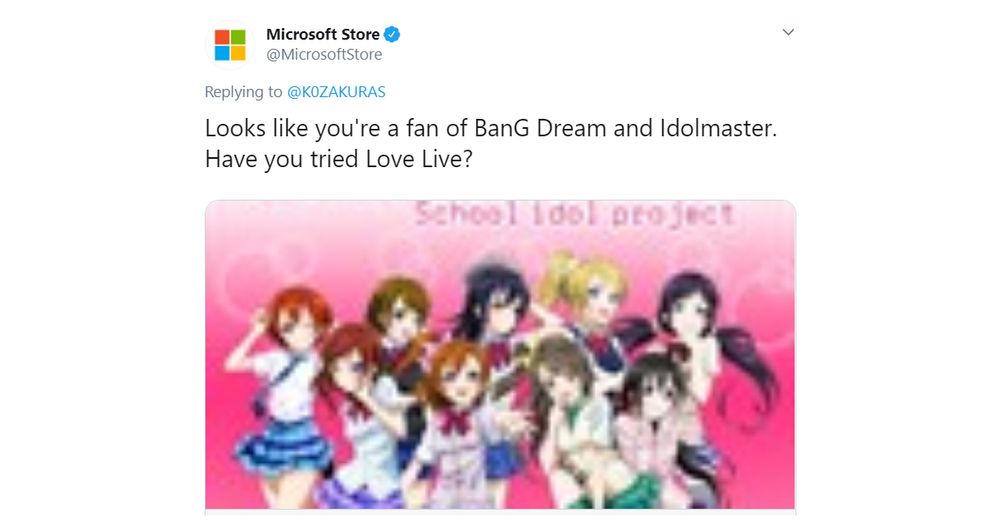 Microsoft Store
@MicrosoftStore
Replying to @K0ZAKURAS
Looks like you're a fan of BanG Dream and Idolmaster.
Have you tried Love Live?
School idol project